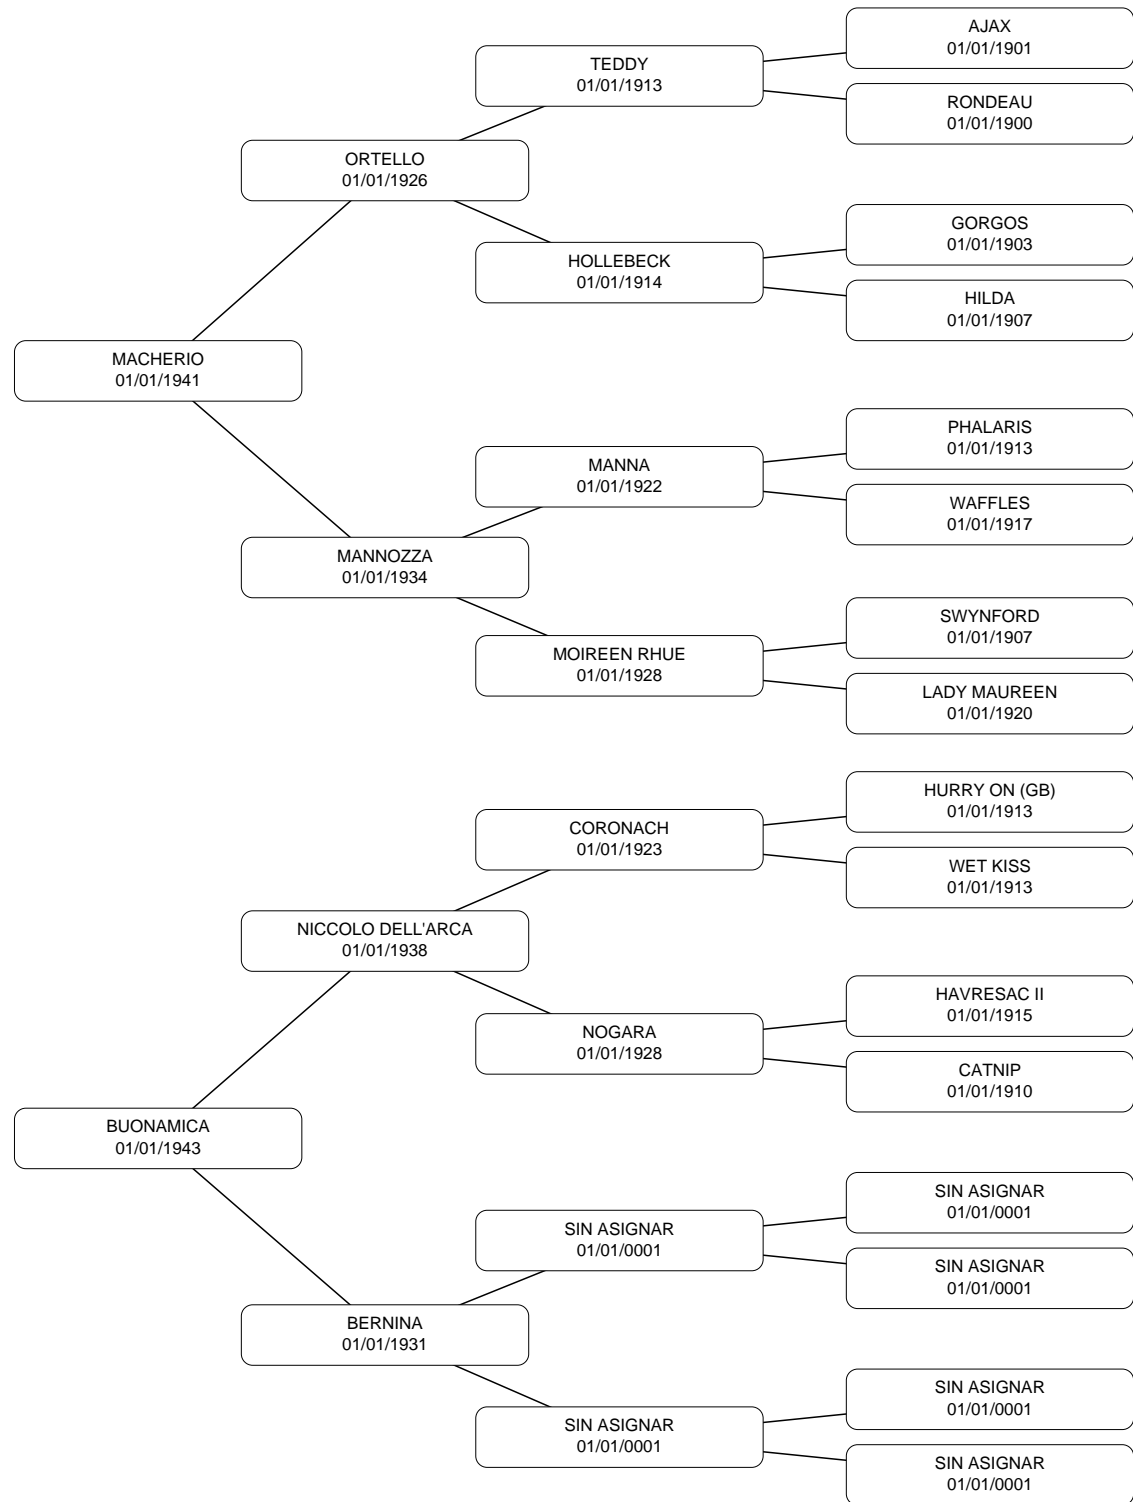 AJAX
01/01/1901
TEDDY
01/01/1913
RONDEAU
01/01/1900
ORTELLO
01/01/1926
GORGOS
01/01/1903
HOLLEBECK
01/01/1914
HILDA
01/01/1907
MACHERIO
01/01/1941
PHALARIS
01/01/1913
MANNA
01/01/1922
WAFFLES
01/01/1917
MANNOZZA
01/01/1934
SWYNFORD
01/01/1907
MOIREEN RHUE
01/01/1928
LADY MAUREEN
01/01/1920
HURRY ON (GB)
01/01/1913
CORONACH
01/01/1923
WET KISS
01/01/1913
NICCOLO DELL'ARCA
01/01/1938
HAVRESAC II
01/01/1915
NOGARA
01/01/1928
CATNIP
01/01/1910
BUONAMICA
01/01/1943
SIN ASIGNAR
01/01/0001
SIN ASIGNAR
01/01/0001
SIN ASIGNAR
01/01/0001
BERNINA
01/01/1931
SIN ASIGNAR
01/01/0001
SIN ASIGNAR
01/01/0001
SIN ASIGNAR
01/01/0001